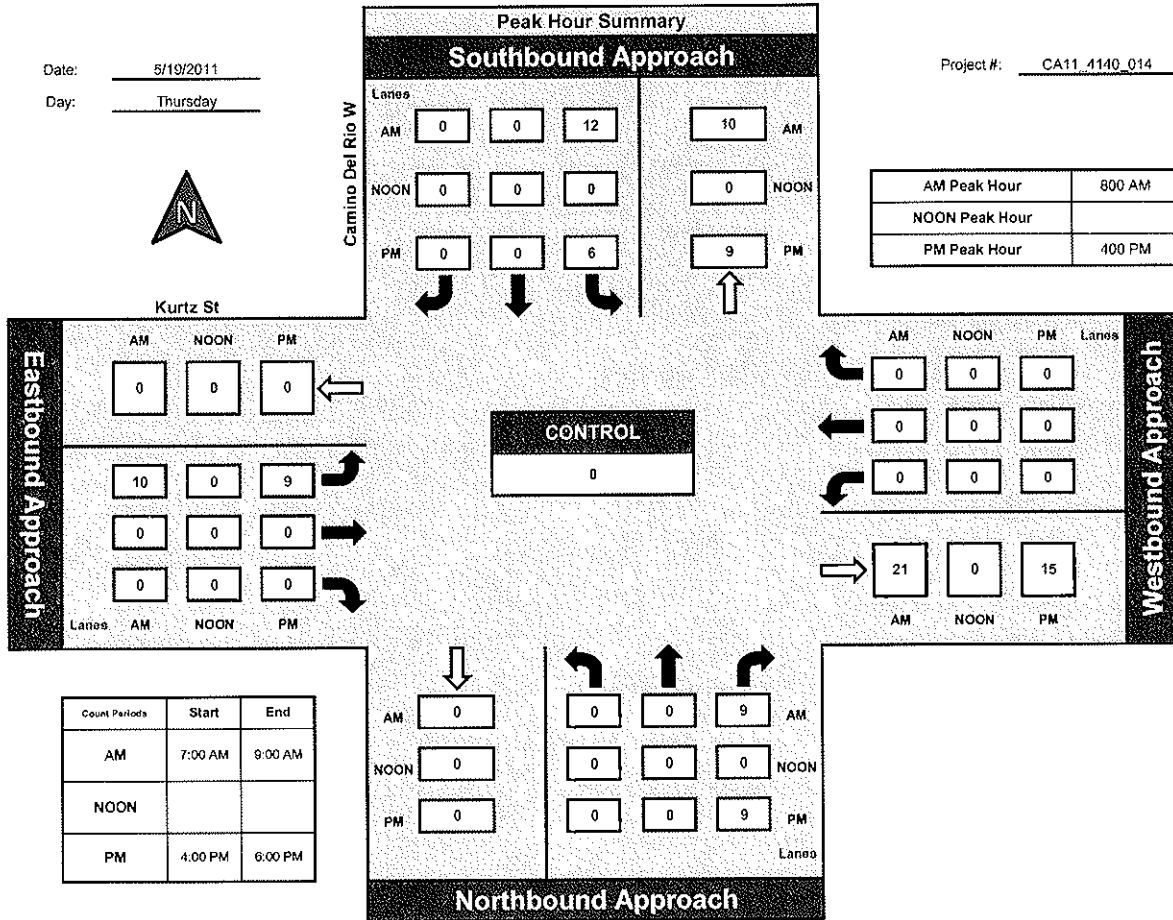 Peak Hour Summary
Southbound Approach
Date: 5/19/2011
Day: Thursday
Project #: CA11_4140_014
N
Camino Del Rio W
Lanes
AM 0 0 12 10 AM
NOON 0 0 0 0 NOON
PM 0 0 6 9 PM
AM Peak Hour 800 AM
NOON Peak Hour
PM Peak Hour 400 PM
Kurtz St
Eastbound Approach
AM NOON PM
0 0 0
10 0 9
0 0 0
0 0 0
Lanes AM NOON PM
CONTROL
0
Westbound Approach
AM NOON PM Lanes
0 0 0
0 0 0
0 0 0
21 0 15
AM NOON PM
Count Periods Start End
AM 7:00 AM 9:00 AM
NOON
PM 4:00 PM 6:00 PM
AM 0 0 0 9 AM
NOON 0 0 0 0 NOON
PM 0 0 0 9 PM
Lanes
Northbound Approach